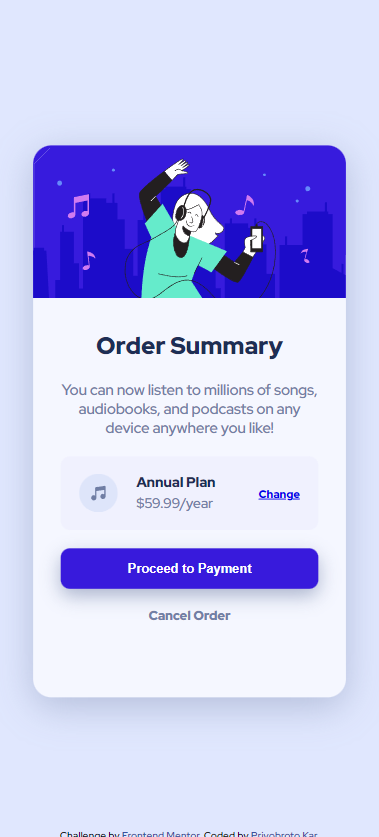 Order Summary
You can now listen to millions of songs,
audiobooks, and podcasts on any
device anywhere you like!
Annual Plan
$59.99/year
Change
Proceed to Payment
Cancel Order
Challenge by Frontend Mentor. Coded by Priyobroto Kar.